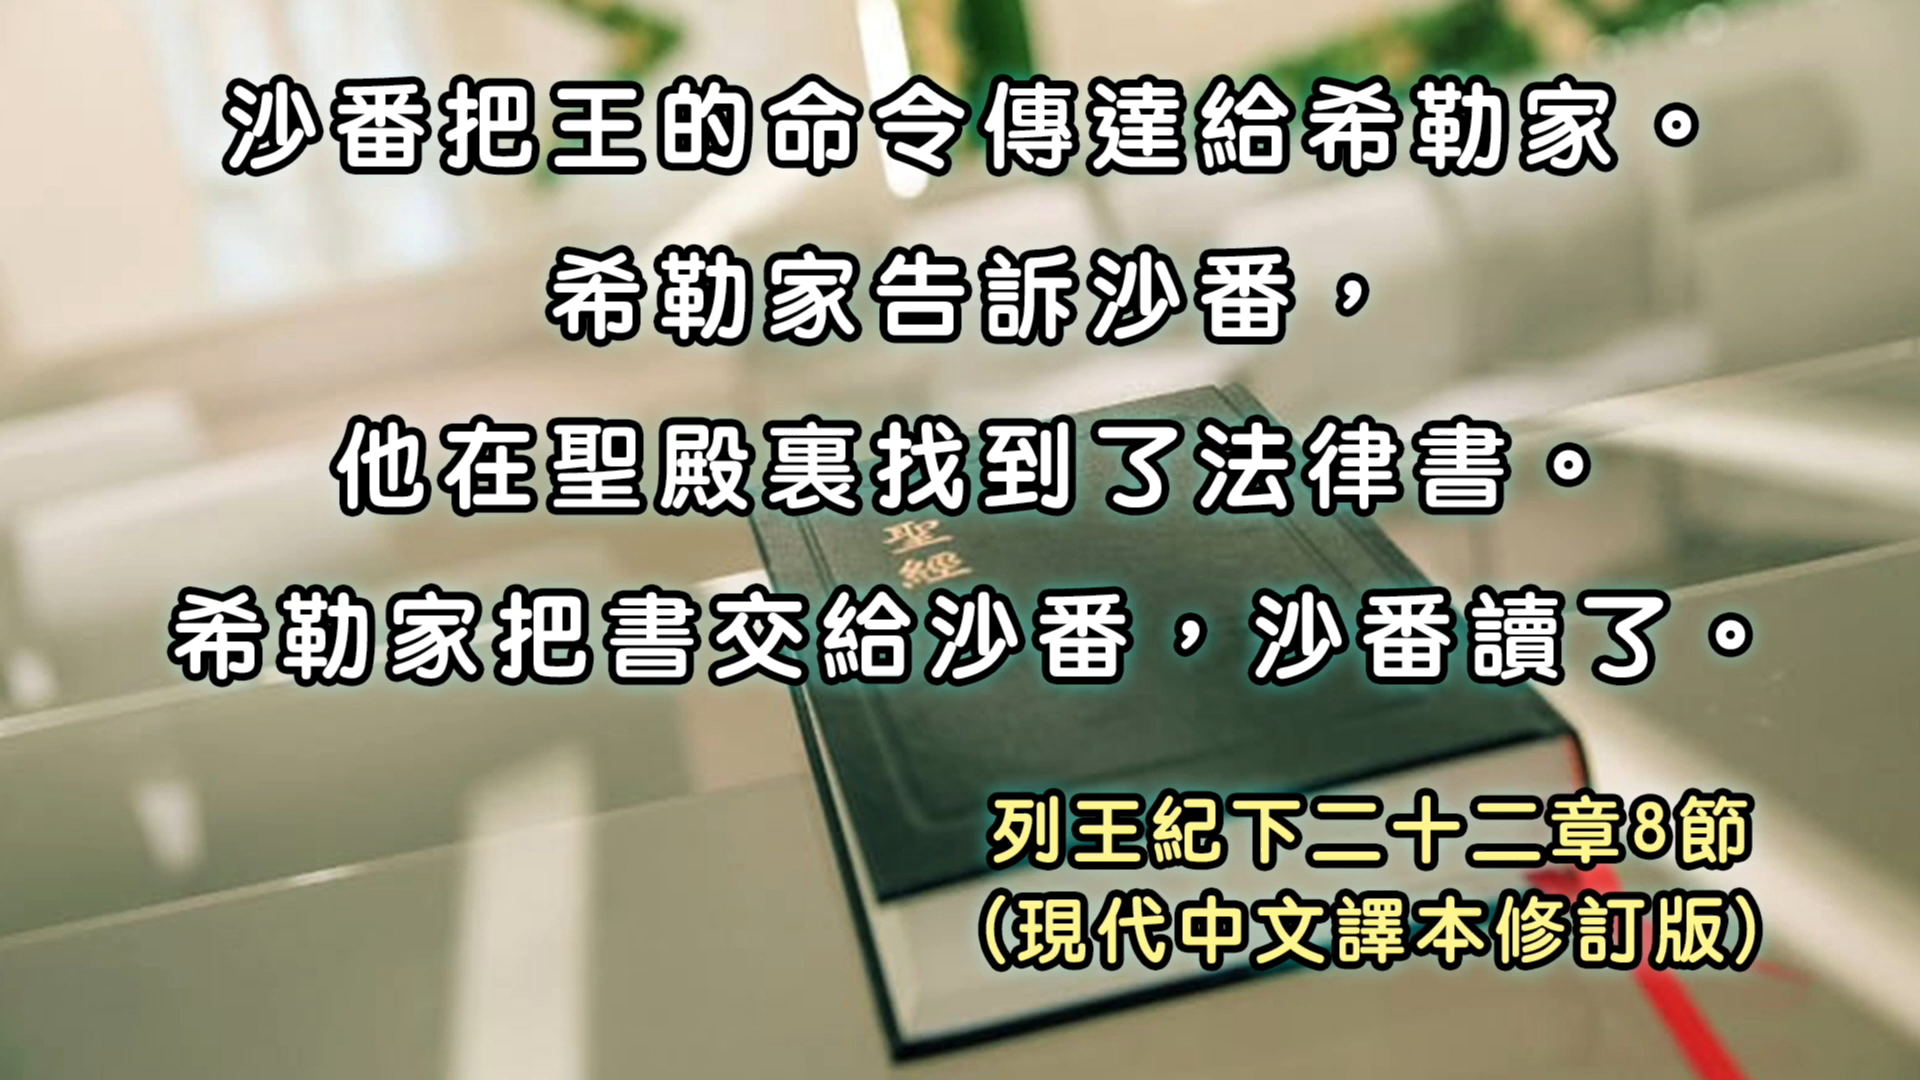 沙番把王的命令傳達給希勒家。
希勒家告訴沙番，
他在聖殿裏找到了法律書。
希勒家把書交給沙番，沙番讀了。
聖經
列王紀下二十二章8節
（現代中文譯本修訂版）